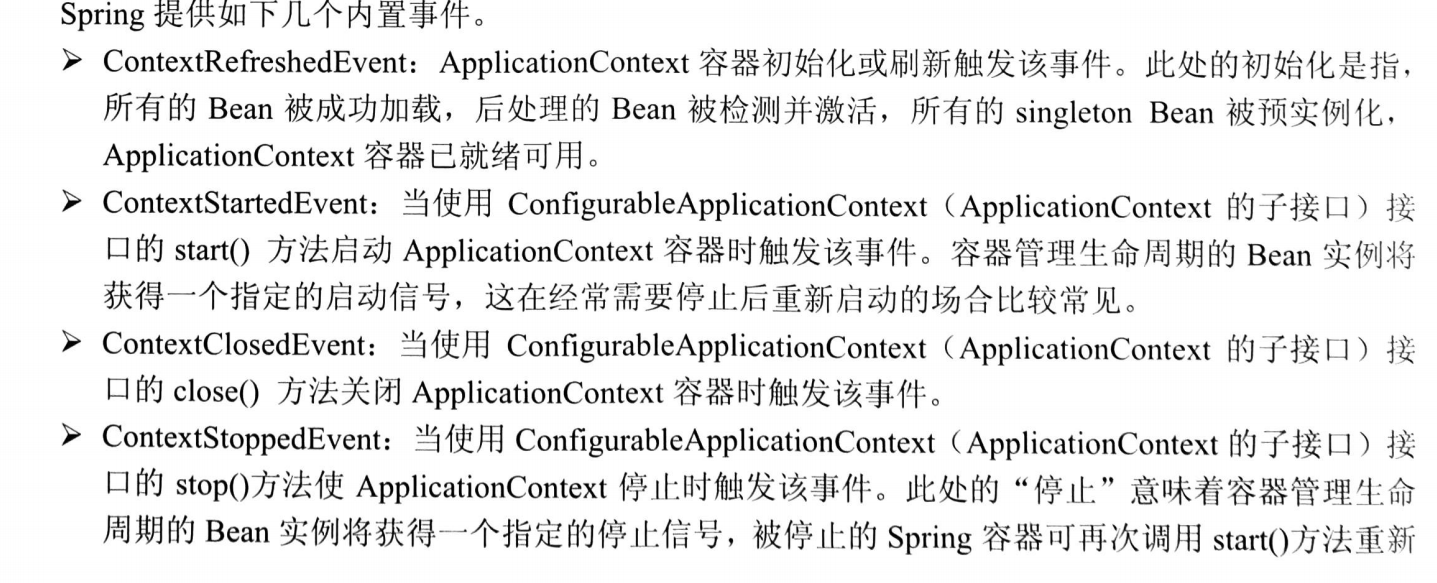 Spring 提供如下几个内置事件。
➢ ContextRefreshedEvent：ApplicationContext 容器初始化或刷新触发该事件。此处的初始化是指，
所有的 Bean 被成功加载，后处理的 Bean 被检测并激活，所有的 singleton Bean 被预实例化，
ApplicationContext 容器已就绪可用。
➢ ContextStartedEvent：当使用 ConfigurableApplicationContext（ApplicationContext 的子接口）接
口的 start() 方法启动 ApplicationContext 容器时触发该事件。容器管理生命周期的 Bean 实例将
获得一个指定的启动信号，这在经常需要停止后重新启动的场合比较常见。
➢ ContextClosedEvent：当使用 ConfigurableApplicationContext（ApplicationContext 的子接口）接
口的 close() 方法关闭 ApplicationContext 容器时触发该事件。
➢ ContextStoppedEvent：当使用 ConfigurableApplicationContext（ApplicationContext 的子接口）接
口的 stop()方法使 ApplicationContext 停止时触发该事件。此处的“停止”意味着容器管理生命
周期的 Bean 实例将获得一个指定的停止信号，被停止的 Spring 容器可再次调用 start()方法重新